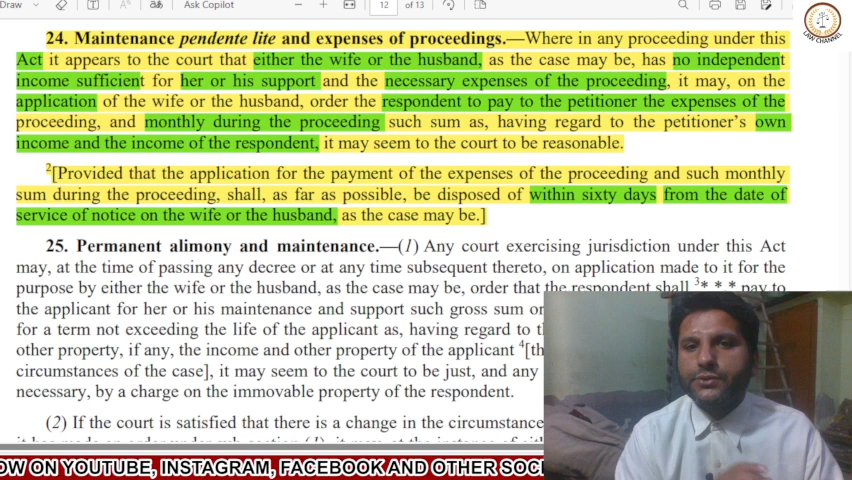 Draw
Ask Copilot
12 of 13
LAW CHANNEL
24. Maintenance pendente lite and expenses of proceedings.—Where in any proceeding under this
Act it appears to the court that either the wife or the husband, as the case may be, has no independent
income sufficient for her or his support and the necessary expenses of the proceeding, it may, on the
application of the wife or the husband, order the respondent to pay to the petitioner the expenses of the
proceeding, and monthly during the proceeding such sum as, having regard to the petitioner's own
income and the income of the respondent, it may seem to the court to be reasonable.
2[Provided that the application for the payment of the expenses of the proceeding and such monthly
sum during the proceeding, shall, as far as possible, be disposed of within sixty days from the date of
service of notice on the wife or the husband, as the case may be.]
25. Permanent alimony and maintenance.—(1) Any court exercising jurisdiction under this Act
may, at the time of passing any decree or at any time subsequent thereto, on application made to it for the
purpose by either the wife or the husband, as the case may be, order that the respondent shall 3* * * pay to
the applicant for her or his maintenance and support such gross sum or
for a term not exceeding the life of the applicant as, having regard to t
other property, if any, the income and other property of the applicant 4[th
circumstances of the case], it may seem to the court to be just, and any
necessary, by a charge on the immovable property of the respondent.
(2) If the court is satisfied that there is a change in the circumstance
OW ON YOUTUBE, INSTAGRAM, FACEBOOK AND OTHER SOC